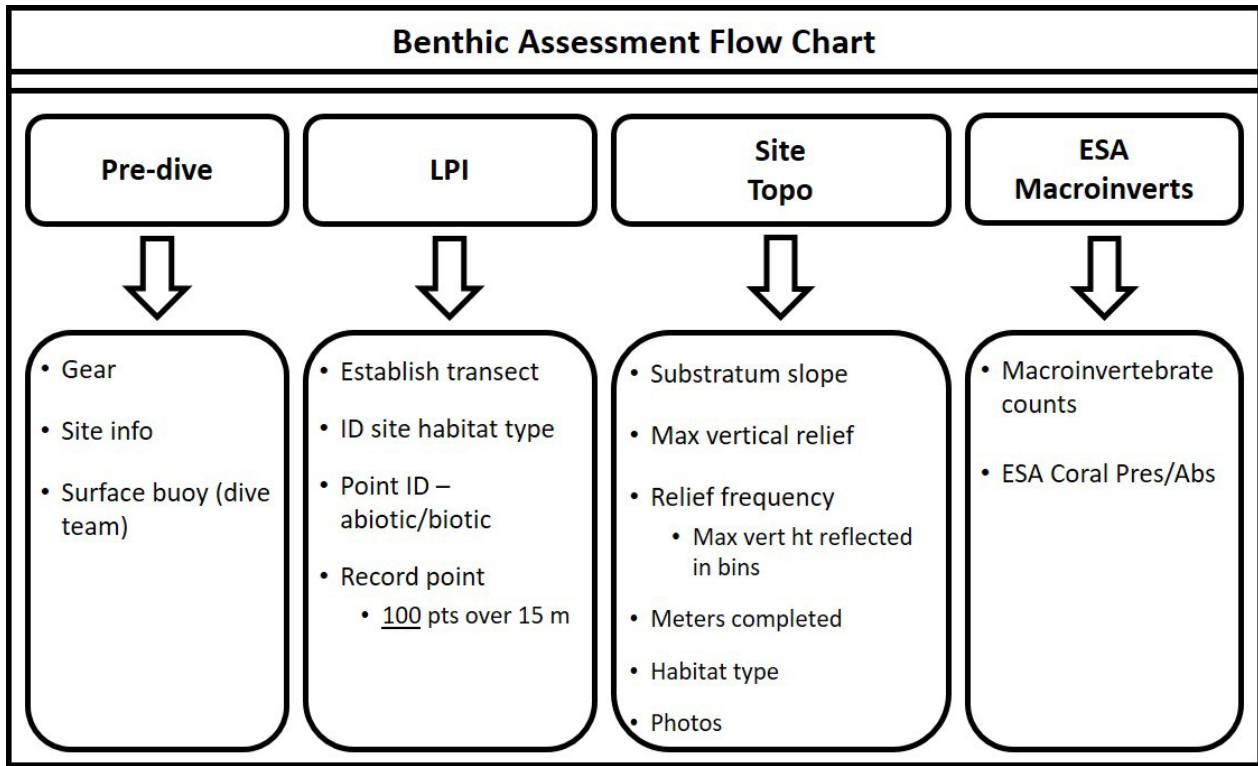 Benthic Assessment Flow Chart
Pre-dive
• Gear
• Site info
• Surface buoy (dive
team)
LPI
• Establish transect
• ID site habitat type
• Point ID –
abiotic/biotic
• Record point
• 100 pts over 15 m
Site
Topo
• Substratum slope
• Max vertical relief
• Relief frequency
• Max vert ht reflected
in bins
• Meters completed
• Habitat type
• Photos
ESA
Macroinverts
• Macroinvertebrate
counts
• ESA Coral Pres/Abs